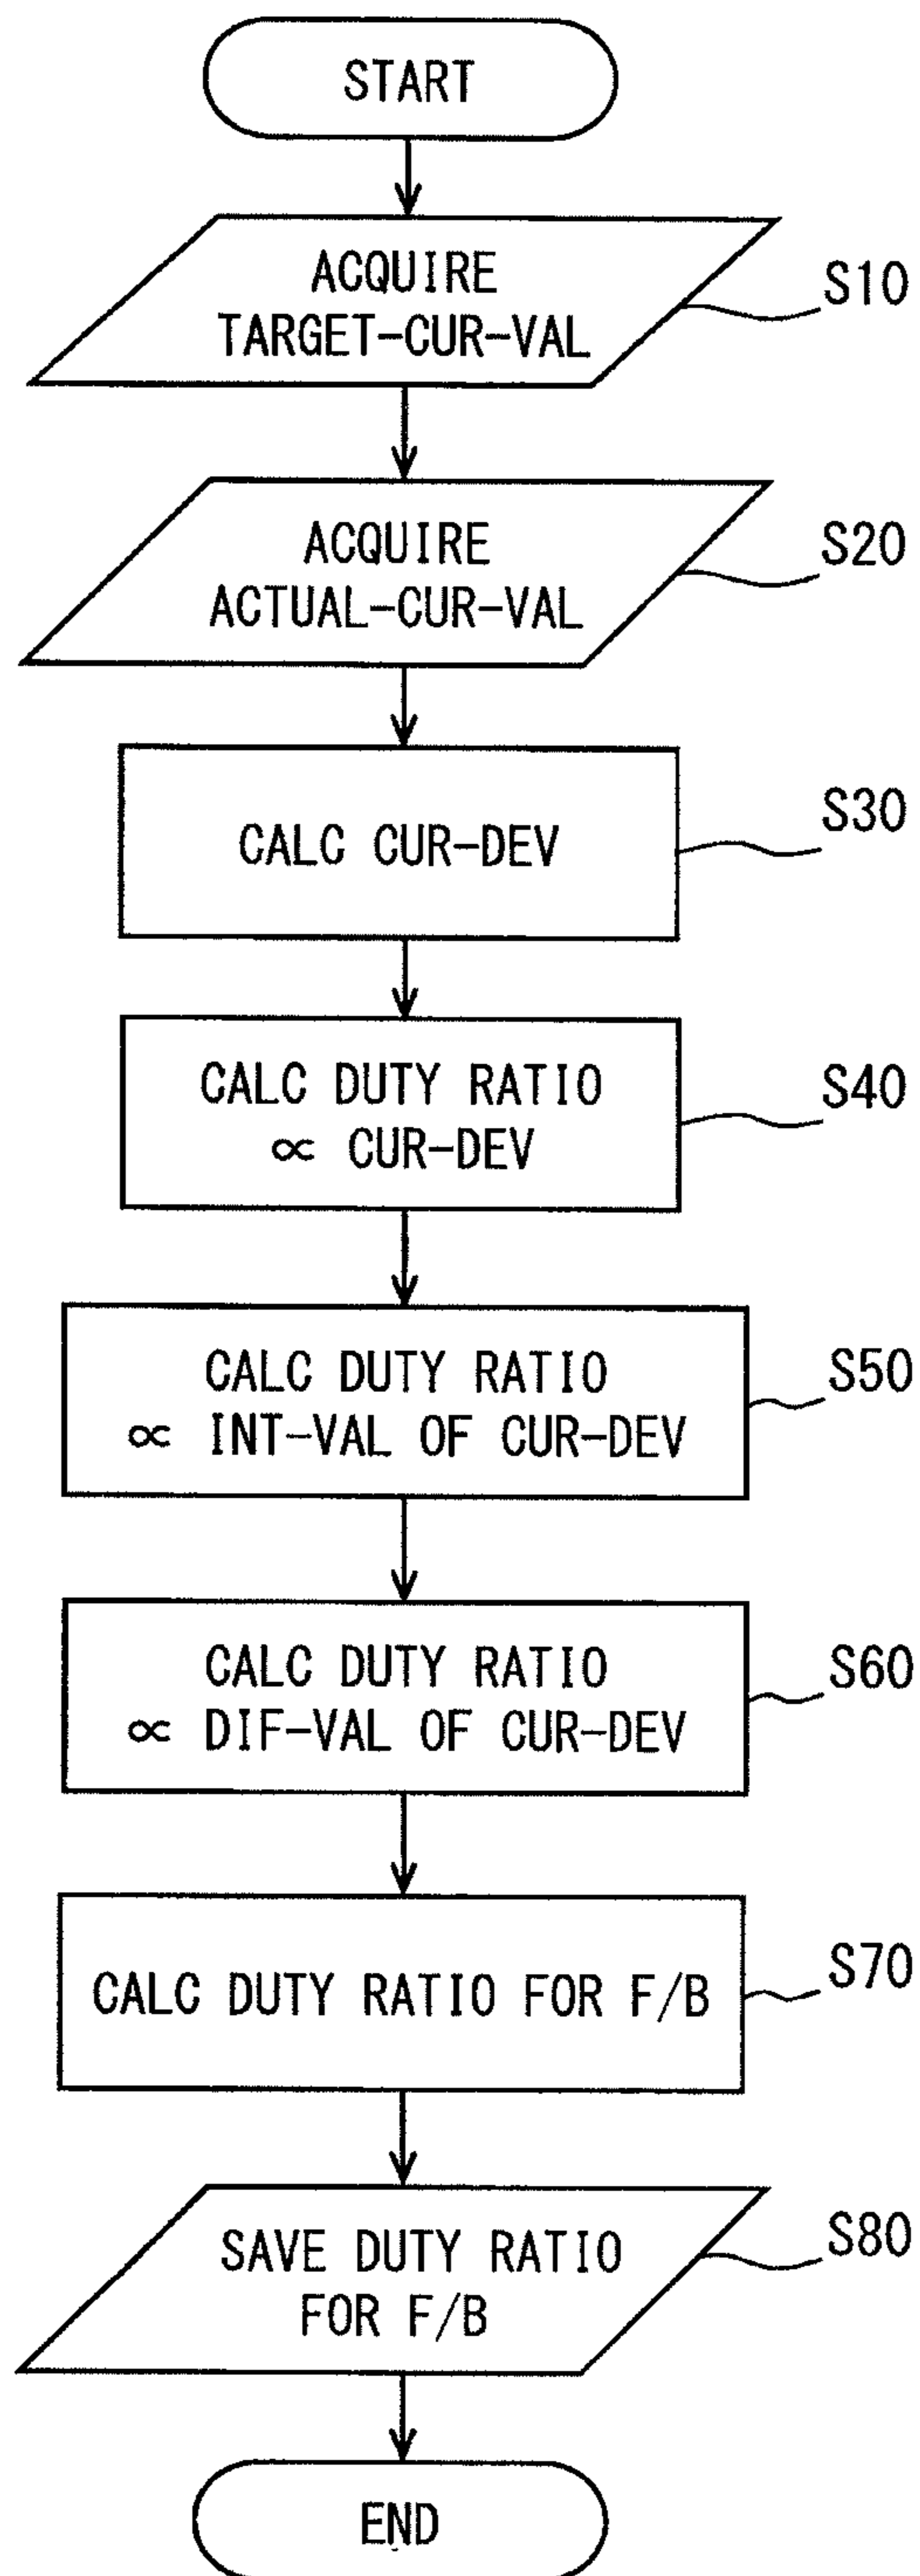 START
ACQUIRE
TARGET-CUR-VAL
S10
ACQUIRE
ACTUAL-CUR-VAL
S20
CALC CUR-DEV
S30
CALC DUTY RATIO
∝ CUR-DEV
S40
CALC DUTY RATIO
∝ INT-VAL OF CUR-DEV
S50
CALC DUTY RATIO
∝ DIF-VAL OF CUR-DEV
S60
CALC DUTY RATIO FOR F/B
S70
SAVE DUTY RATIO
FOR F/B
S80
END